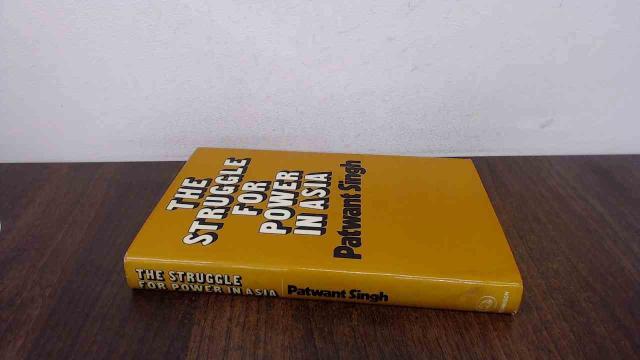 THE
STRUGGLE
FOR
POWER
IN ASIA
Patwant Singh
THE STRUGGLE
FOR POWER IN ASIA
Patwant Singh